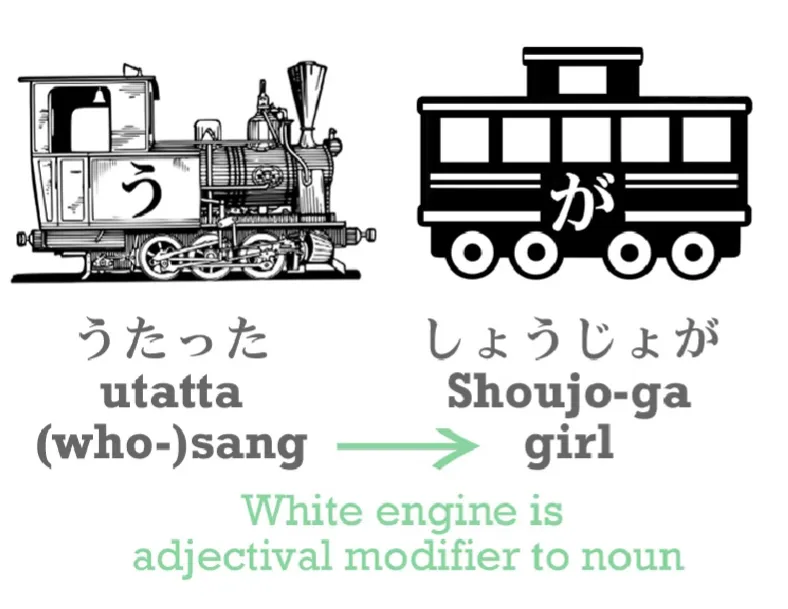 う
が
うたった
しょうじょが
utatta
Shoujo-ga
(who-)sang
girl
White engine is
adjectival modifier to noun